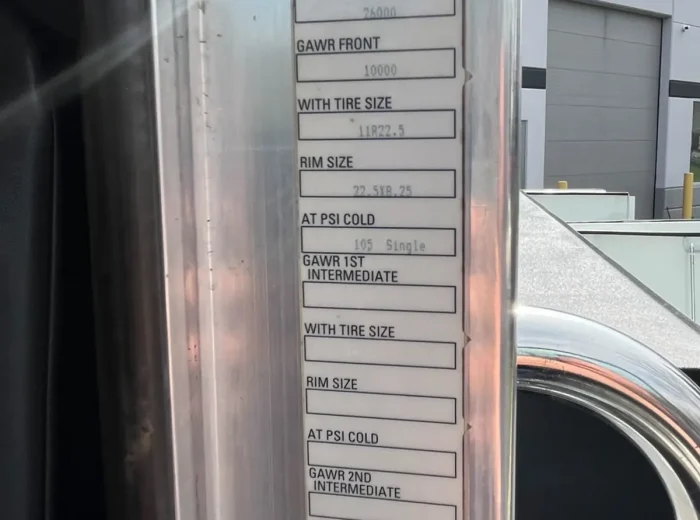 26000
GAWR FRONT
10000
WITH TIRE SIZE
11R22.5
RIM SIZE
22.5X8.25
AT PSI COLD
105 Single
GAWR 1ST
INTERMEDIATE
WITH TIRE SIZE
RIM SIZE
AT PSI COLD
GAWR 2ND
INTERMEDIATE